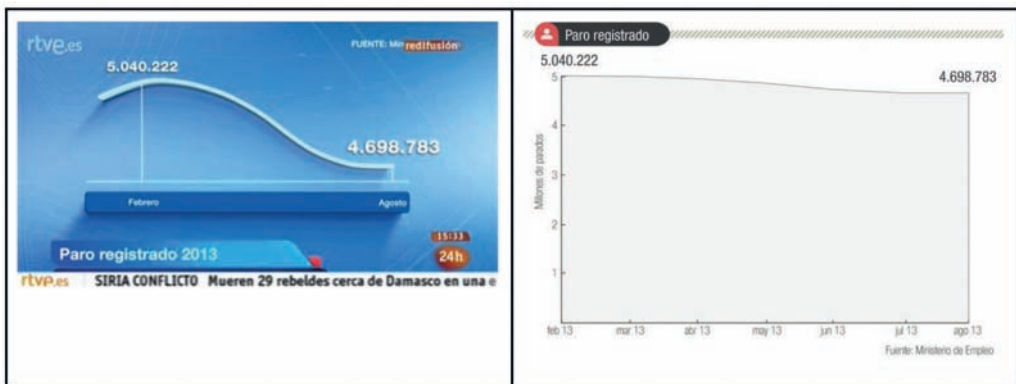 rtve.es
FUENTE: Min
redifusión
5.040.222
4.698.783
Febrero
Agosto
Paro registrado 2013
15:33
24h
rtve.es SIRIA CONFLICTO Mueren 29 rebeldes cerca de Damasco en una e
Paro registrado
5.040.222
4.698.783
5
4
3
2
1
Millones de parados
feb 13 mar 13 abr 13 may 13 jun 13 jul 13 ago 13
Fuente: Ministerio de Empleo